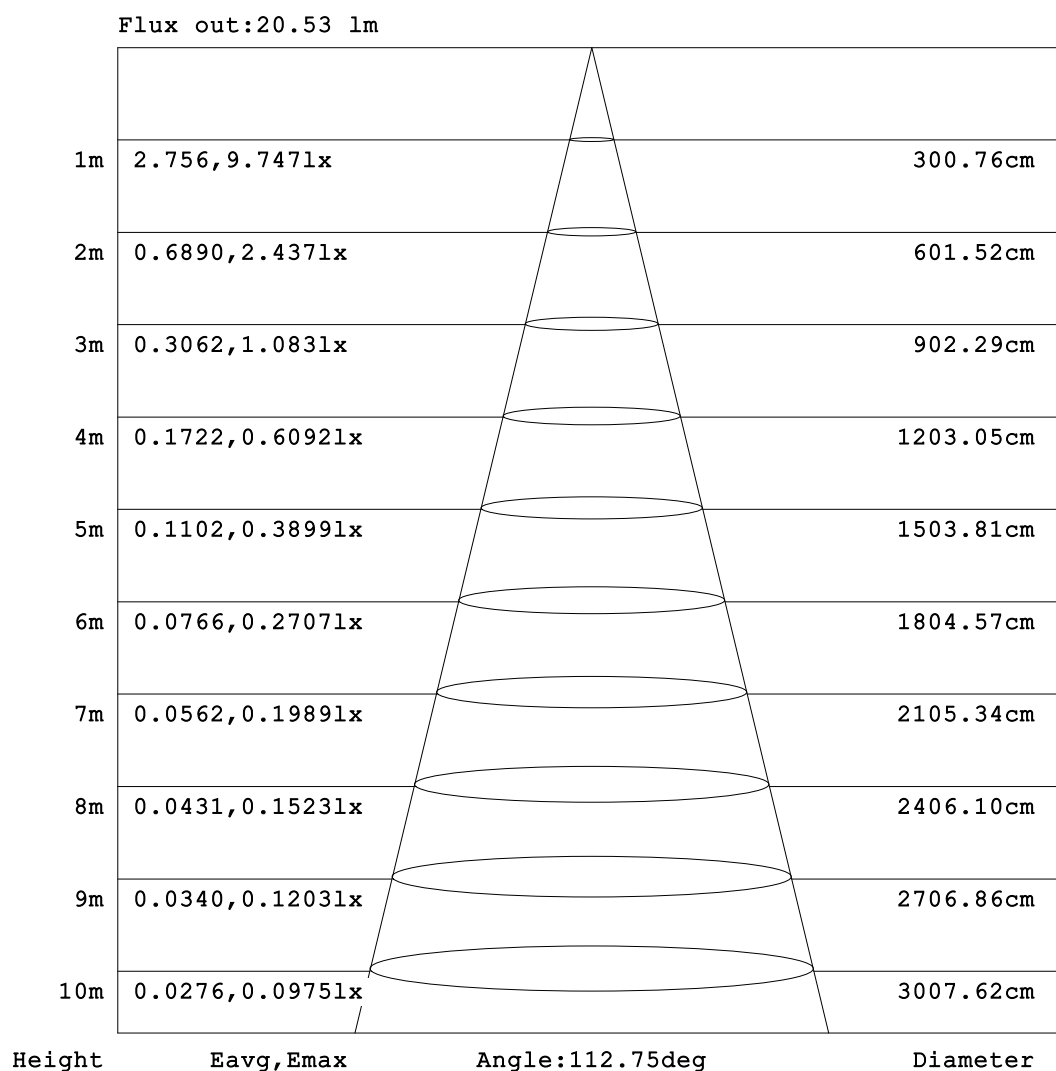 Flux out:20.53 lm
1m 2.756,9.747lx 300.76cm
2m 0.6890,2.437lx 601.52cm
3m 0.3062,1.083lx 902.29cm
4m 0.1722,0.6092lx 1203.05cm
5m 0.1102,0.3899lx 1503.81cm
6m 0.0766,0.2707lx 1804.57cm
7m 0.0562,0.1989lx 2105.34cm
8m 0.0431,0.1523lx 2406.10cm
9m 0.0340,0.1203lx 2706.86cm
10m 0.0276,0.0975lx 3007.62cm
Height Eavg,Emax Angle:112.75deg Diameter